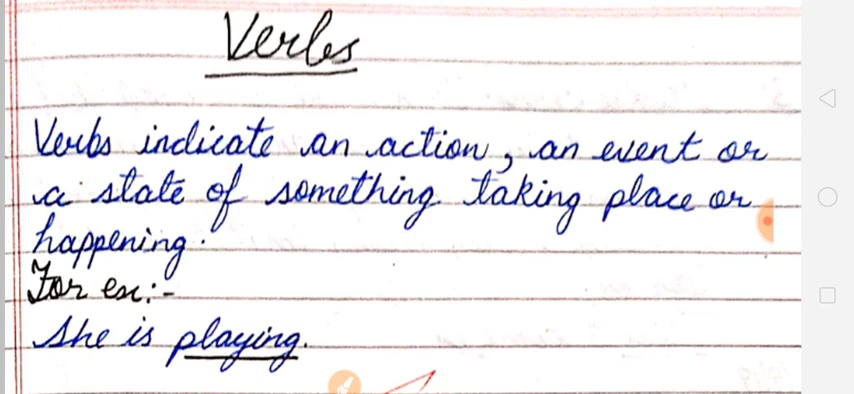 Verbs
Verbs indicate an action, an event or
a state of something taking place or
happening.
For ex:-
She is playing.